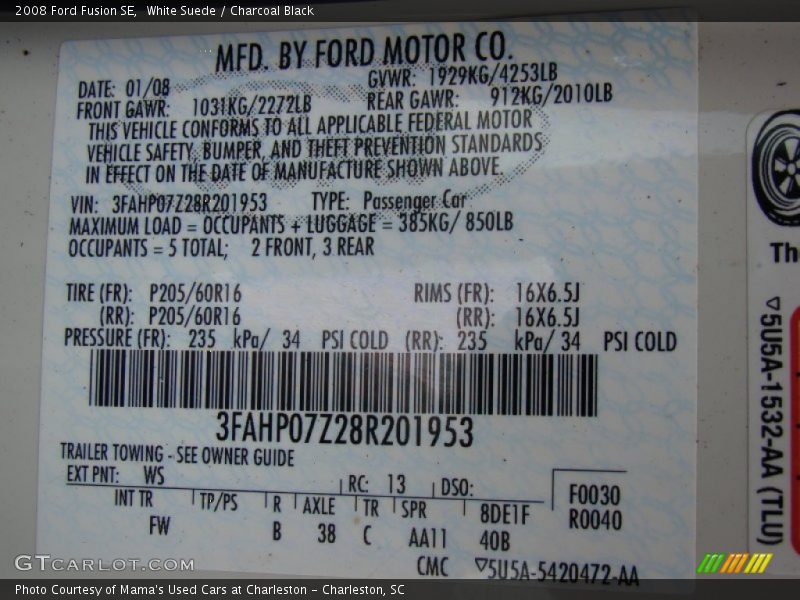 2008 Ford Fusion SE, White Suede / Charcoal Black
MFD. BY FORD MOTOR CO.
DATE: 01/08 GVWR: 1929KG/4253LB
FRONT GAWR: 1031KG/2272LB REAR GAWR: 912KG/2010LB
THIS VEHICLE CONFORMS TO ALL APPLICABLE FEDERAL MOTOR
VEHICLE SAFETY, BUMPER, AND THEFT PREVENTION STANDARDS
IN EFFECT ON THE DATE OF MANUFACTURE SHOWN ABOVE.
VIN: 3FAHP07Z28R201953 TYPE: Passenger Car
MAXIMUM LOAD = OCCUPANTS + LUGGAGE = 385KG/ 850LB
OCCUPANTS = 5 TOTAL; 2 FRONT, 3 REAR
TIRE (FR): P205/60R16 RIMS (FR): 16X6.5J
(RR): P205/60R16 (RR): 16X6.5J
PRESSURE (FR): 235 kPa/ 34 PSI COLD (RR): 235 kPa/ 34 PSI COLD
3FAHP07Z28R201953
TRAILER TOWING - SEE OWNER GUIDE
EXT PNT: WS RC: 13 DSO:
INT TR TP/PS R AXLE TR SPR 8DE1F F0030
FW B 38 C AA11 40B R0040
CMC ▽5U5A-5420472-AA
Th
▽5U5A-1532-AA (TLU)
GTCARLOT.COM
Photo Courtesy of Mama's Used Cars at Charleston - Charleston, SC